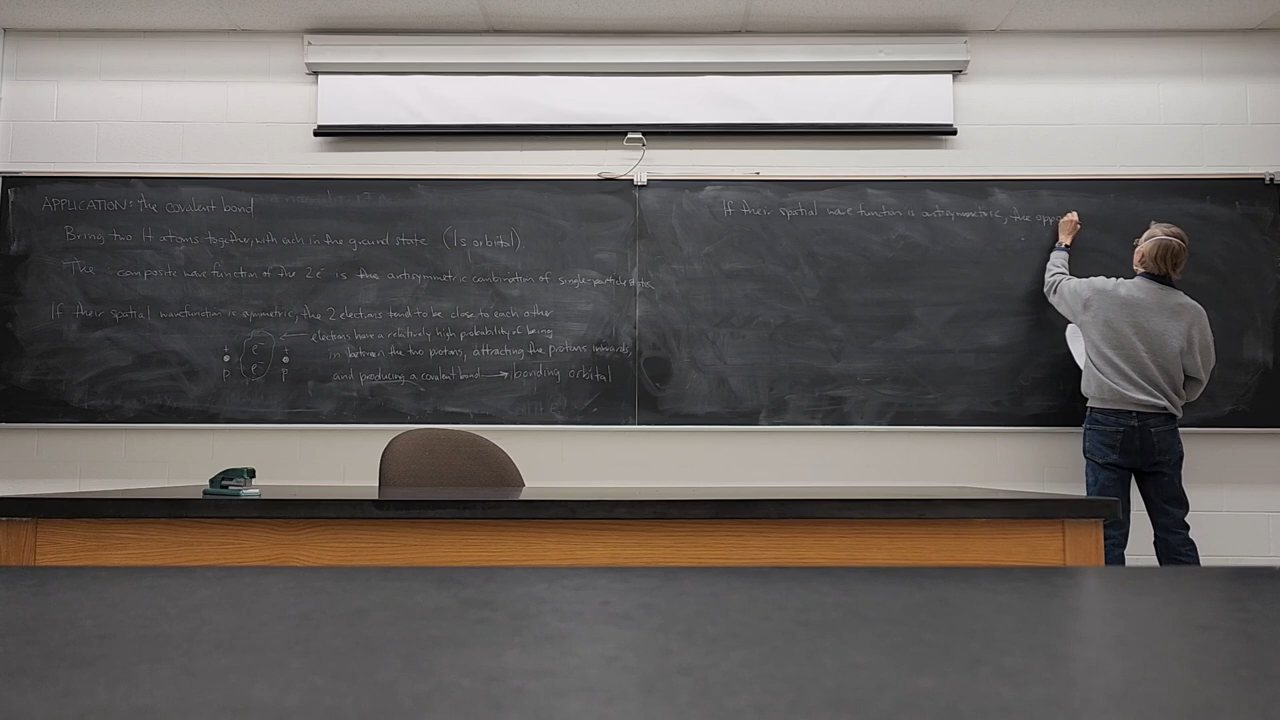 APPLICATION: the covalent bond
Bring two H atoms together, with each in the ground state (1s orbital).
The composite wave function of the 2e⁻ is the antisymmetric combination of single-particle states
If their spatial wavefunction is symmetric, the 2 electrons tend to be close to each other
electrons have a relatively high probability of being
in between the two protons, attracting the protons inwards,
and producing a covalent bond → bonding orbital
+ e⁻ +
p e⁻ p
If their spatial wave function is antisymmetric, the oppo